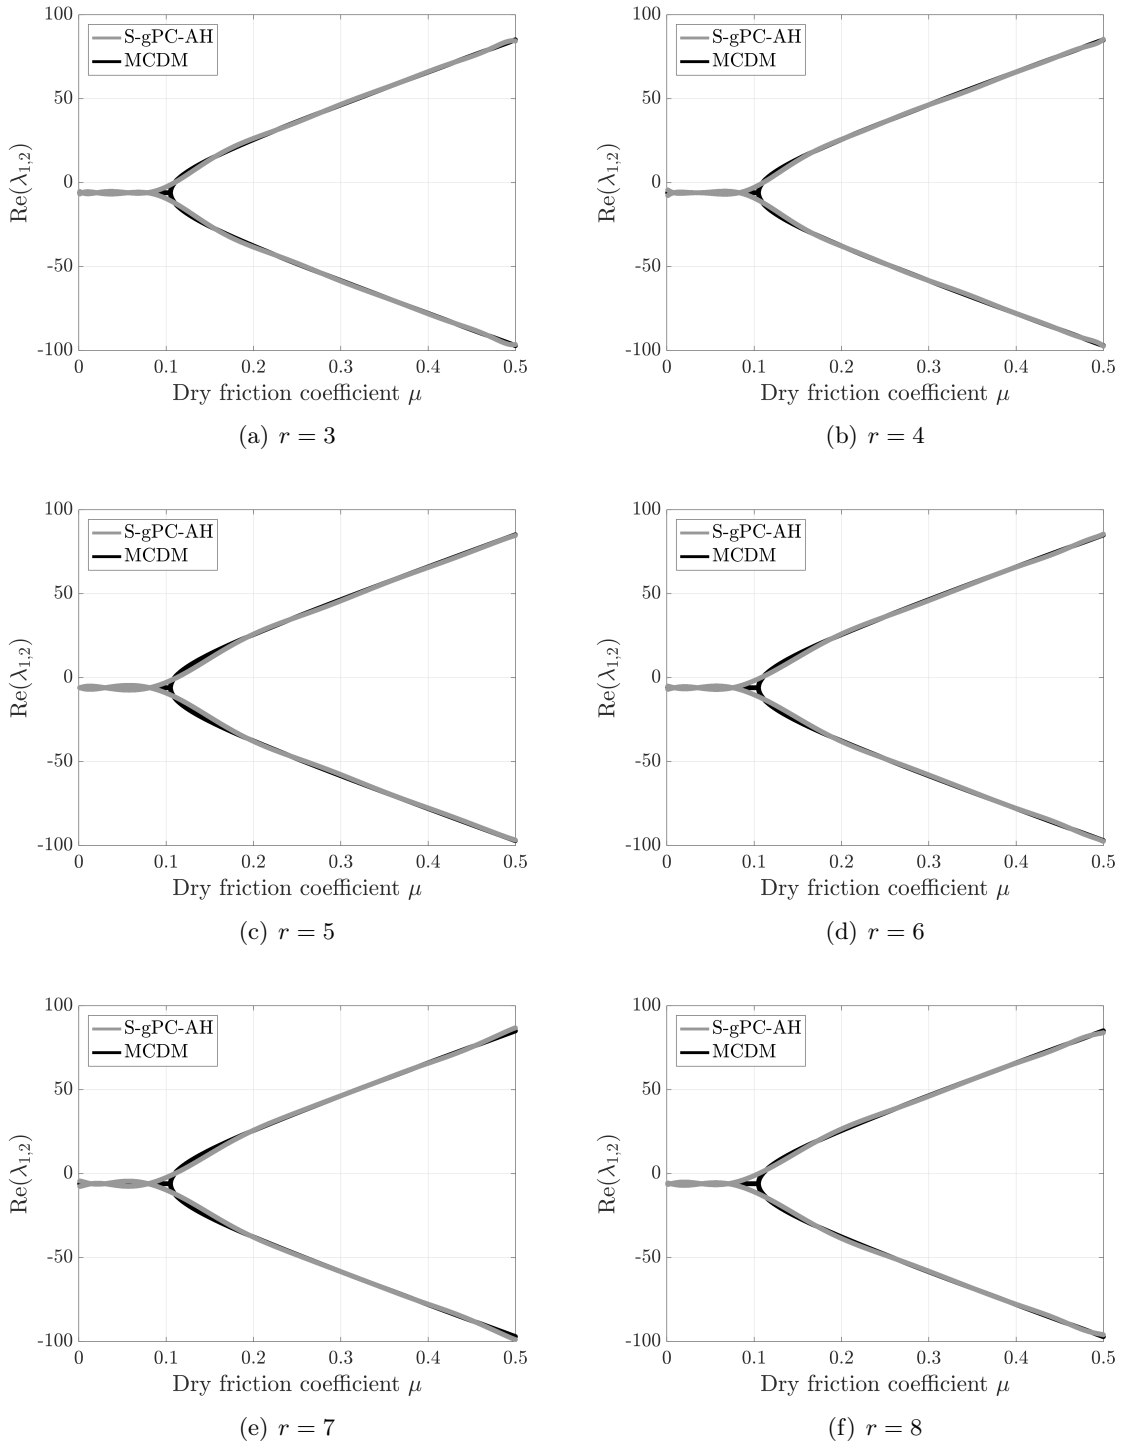 100
50
0
-50
-100
Re(λ1,2)
S-gPC-AH
MCDM
0 0.1 0.2 0.3 0.4 0.5
Dry friction coefficient μ
(a) r = 3
100
50
0
-50
-100
Re(λ1,2)
S-gPC-AH
MCDM
0 0.1 0.2 0.3 0.4 0.5
Dry friction coefficient μ
(b) r = 4
100
50
0
-50
-100
Re(λ1,2)
S-gPC-AH
MCDM
0 0.1 0.2 0.3 0.4 0.5
Dry friction coefficient μ
(c) r = 5
100
50
0
-50
-100
Re(λ1,2)
S-gPC-AH
MCDM
0 0.1 0.2 0.3 0.4 0.5
Dry friction coefficient μ
(d) r = 6
100
50
0
-50
-100
Re(λ1,2)
S-gPC-AH
MCDM
0 0.1 0.2 0.3 0.4 0.5
Dry friction coefficient μ
(e) r = 7
100
50
0
-50
-100
Re(λ1,2)
S-gPC-AH
MCDM
0 0.1 0.2 0.3 0.4 0.5
Dry friction coefficient μ
(f) r = 8